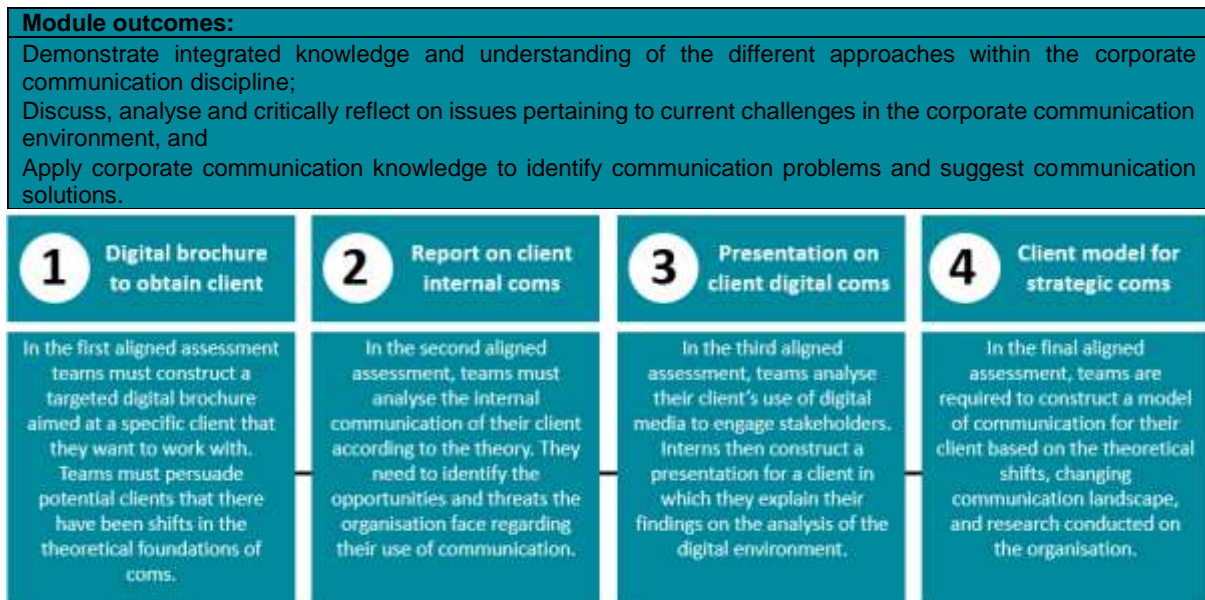 Module outcomes:
Demonstrate integrated knowledge and understanding of the different approaches within the corporate
communication discipline;
Discuss, analyse and critically reflect on issues pertaining to current challenges in the corporate communication
environment, and
Apply corporate communication knowledge to identify communication problems and suggest communication
solutions.
1
Digital brochure
to obtain client
In the first aligned assessment
teams must construct a
targeted digital brochure
aimed at a specific client that
they want to work with.
Teams must persuade
potential clients that there
have been shifts in the
theoretical foundations of
coms.
2
Report on client
internal coms
In the second aligned
assessment, teams must
analyse the internal
communication of their client
according to the theory. They
need to identify the
opportunities and threats the
organisation face regarding
their use of communication.
3
Presentation on
client digital coms
In the third aligned
assessment, teams analyse
their client's use of digital
media to engage stakeholders.
Interns then construct a
presentation for a client in
which they explain their
findings on the analysis of the
digital environment.
4
Client model for
strategic coms
In the final aligned
assessment, teams are
required to construct a model
of communication for their
client based on the theoretical
shifts, changing
communication landscape,
and research conducted on
the organisation.